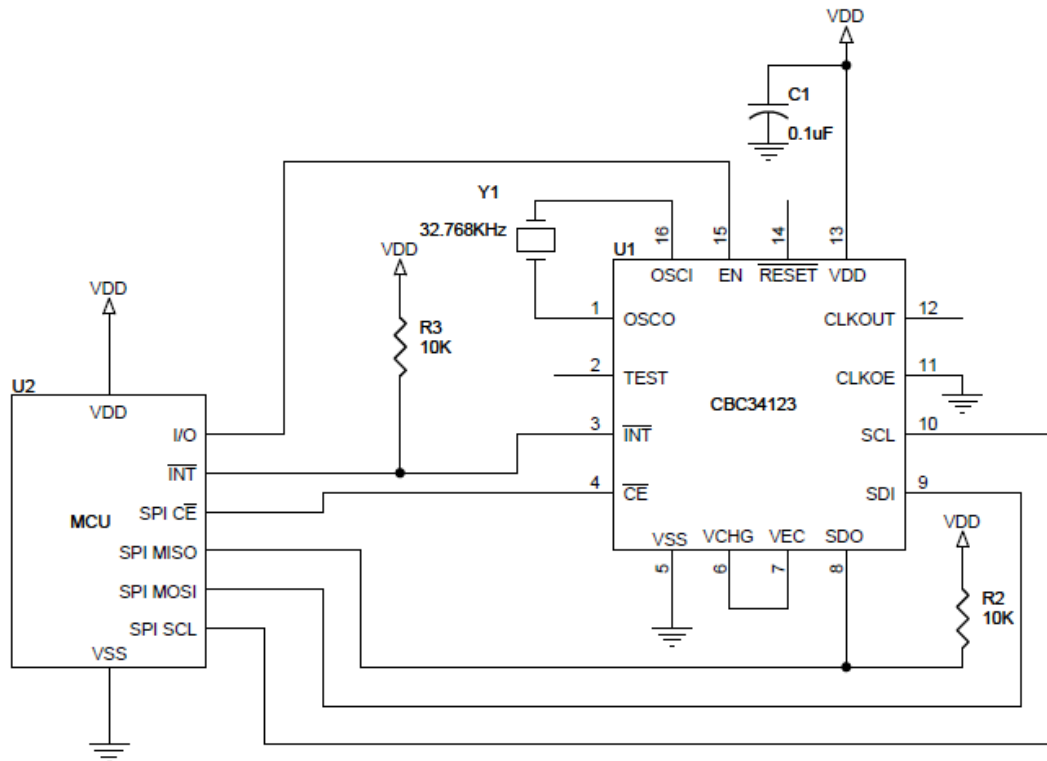 VDD
C1
0.1uF
Y1
32.768KHz
VDD
VDD
R3
10K
U1
16
15
14
13
OSCI
EN
RESET
VDD
1
OSCO
CLKOUT
12
2
TEST
CLKOE
11
CBC34123
3
INT
SCL
10
4
CE
SDI
9
VSS
VCHG
VEC
SDO
5
6
7
8
VDD
R2
10K
U2
VDD
I/O
INT
SPI CE
MCU
SPI MISO
SPI MOSI
SPI SCL
VSS